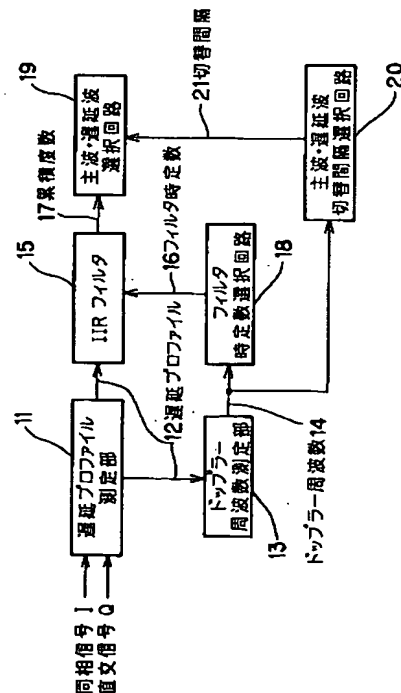 同相信号 I
直交信号 Q
11
遅延プロファイル
測定部
12遅延プロファイル
15
IIRフィルタ
17累積度数
19
主波・遅延波
選択回路
16フィルタ時定数
21切替間隔
13
ドップラー
周波数測定部
ドップラー周波数14
18
フィルタ
時定数選択回路
20
主波・遅延波
切替間隔選択回路